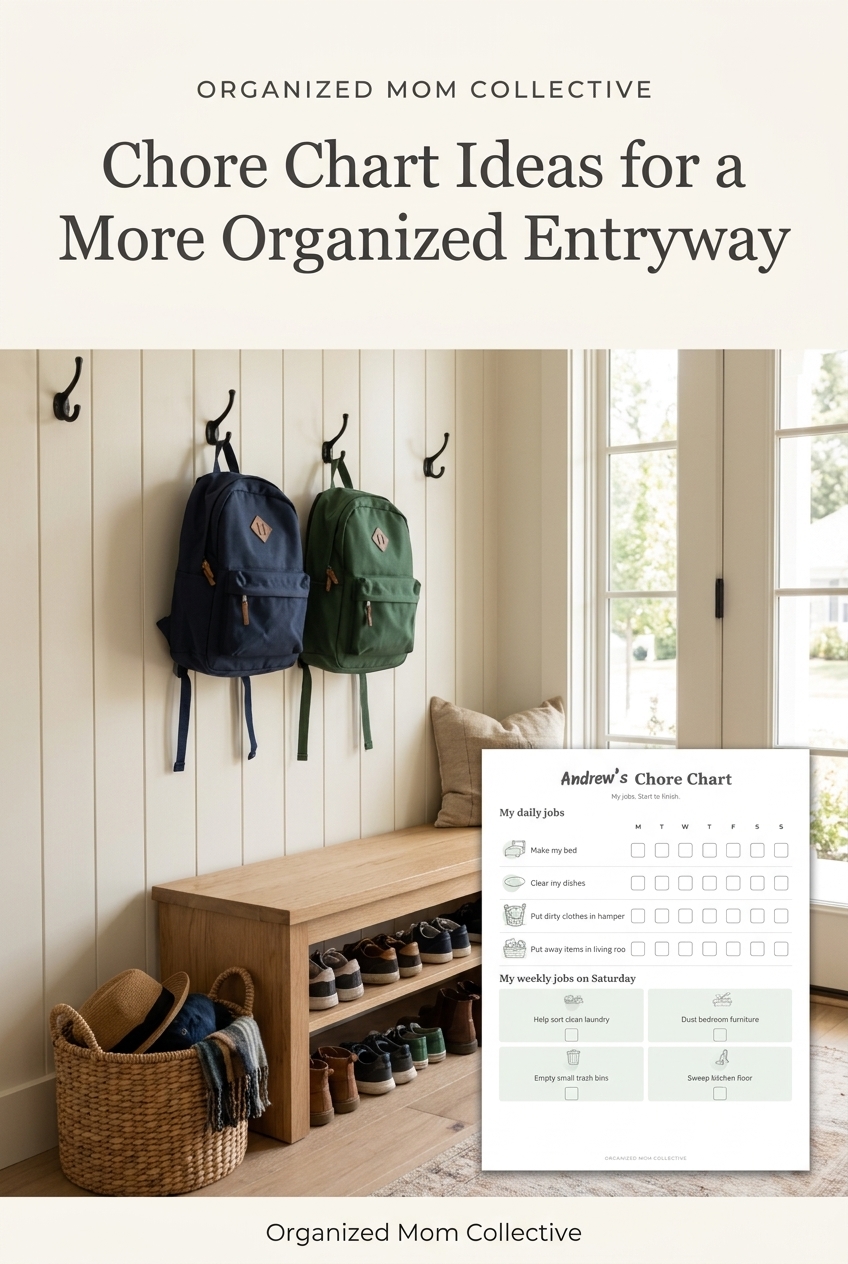 ORGANIZED MOM COLLECTIVE
Chore Chart Ideas for a
More Organized Entryway
Andrew's Chore Chart
My jobs, Start to finish.
My daily jobs
M T W T F S S
Make my bed
Clear my dishes
Put dirty clothes in hamper
Put away items in living roo
My weekly jobs on Saturday
Help sort clean laundry
Dust bedroom furniture
Empty small trash bins
Sweep kitchen floor
ORGANIZED MOM COLLECTIVE
Organized Mom Collective